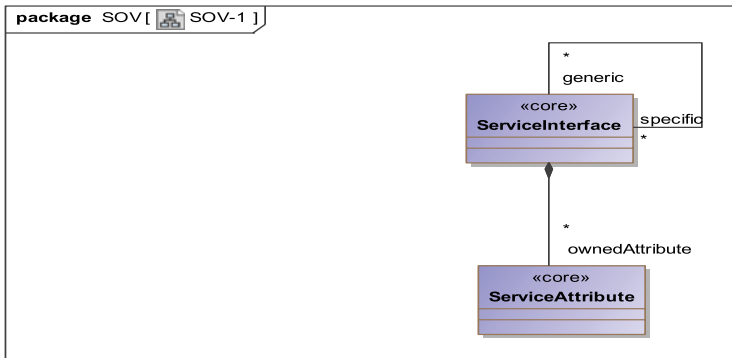 package SOV[ SOV-1 ]
*
generic
«core»
ServiceInterface
specific
*
*
ownedAttribute
«core»
ServiceAttribute